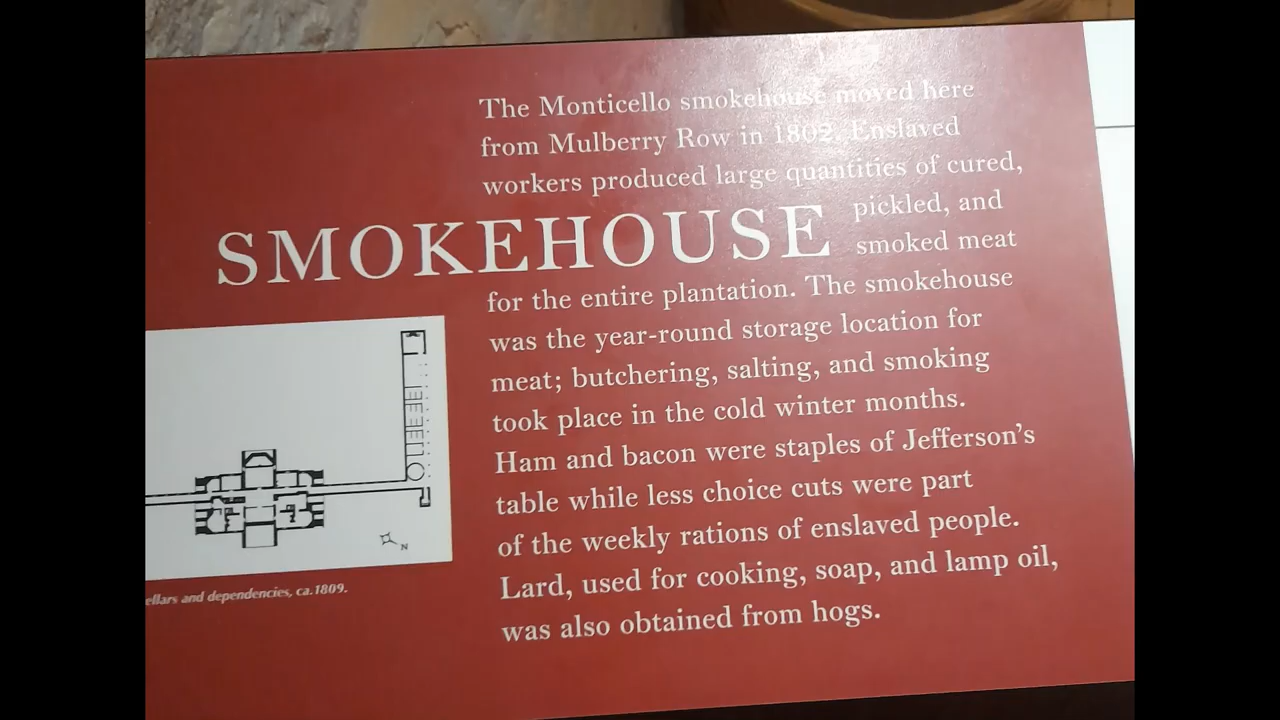 The Monticello smokehouse moved here
from Mulberry Row in 1802. Enslaved
workers produced large quantities of cured,
SMOKEHOUSE
pickled, and
smoked meat
for the entire plantation. The smokehouse
was the year-round storage location for
meat; butchering, salting, and smoking
took place in the cold winter months.
Ham and bacon were staples of Jefferson's
table while less choice cuts were part
of the weekly rations of enslaved people.
Lard, used for cooking, soap, and lamp oil,
was also obtained from hogs.
N
ellars and dependencies, ca.1809.